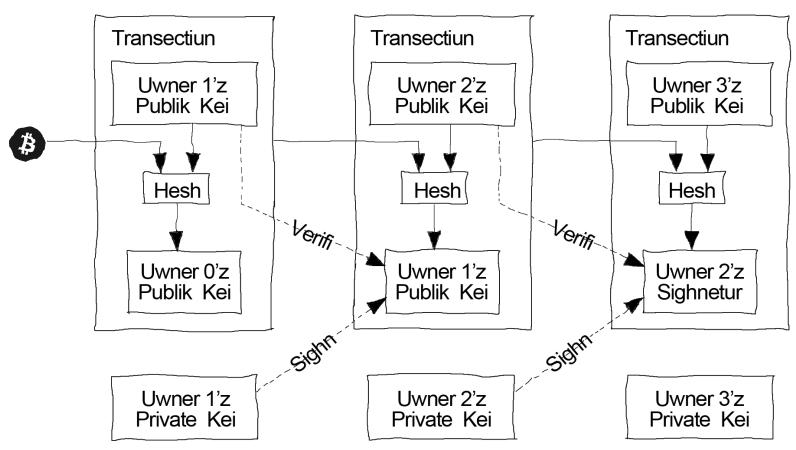 Transectiun
Transectiun
Transectiun
Uwner 1’z
Publik Kei
Uwner 2’z
Publik Kei
Uwner 3’z
Publik Kei
Hesh
Hesh
Hesh
Verifi
Verifi
Uwner 0’z
Publik Kei
Uwner 1’z
Publik Kei
Uwner 2’z
Sighnetur
Sighn
Sighn
Uwner 1’z
Private Kei
Uwner 2’z
Private Kei
Uwner 3’z
Private Kei